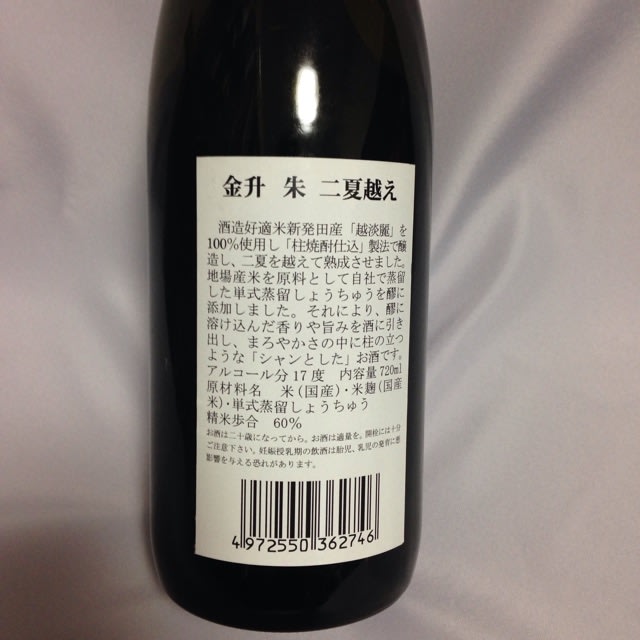 金升 朱 二夏越え
酒造好適米新発田産「越淡麗」を
100%使用し「柱焼酎仕込」製法で醸
造し、二夏を越えて熟成させました。
地場産米を原料として自社で蒸留
した単式蒸留しょうちゅうを醪に
添加しました。それにより、醪に
溶け込んだ香りや旨みを酒に引き
出し、まろやかさの中に柱の立つ
ような「シャンとした」お酒です。
アルコール分17度 内容量720ml
原材料名 米(国産)・米麹(国産
米)・単式蒸留しょうちゅう
精米歩合 60%
お酒は二十歳になってから。お酒は適量を。開栓には十分
ご注意下さい。妊娠授乳期の飲酒は胎児、乳児の発育に悪
影響を与える恐れがあります。
4972550362746